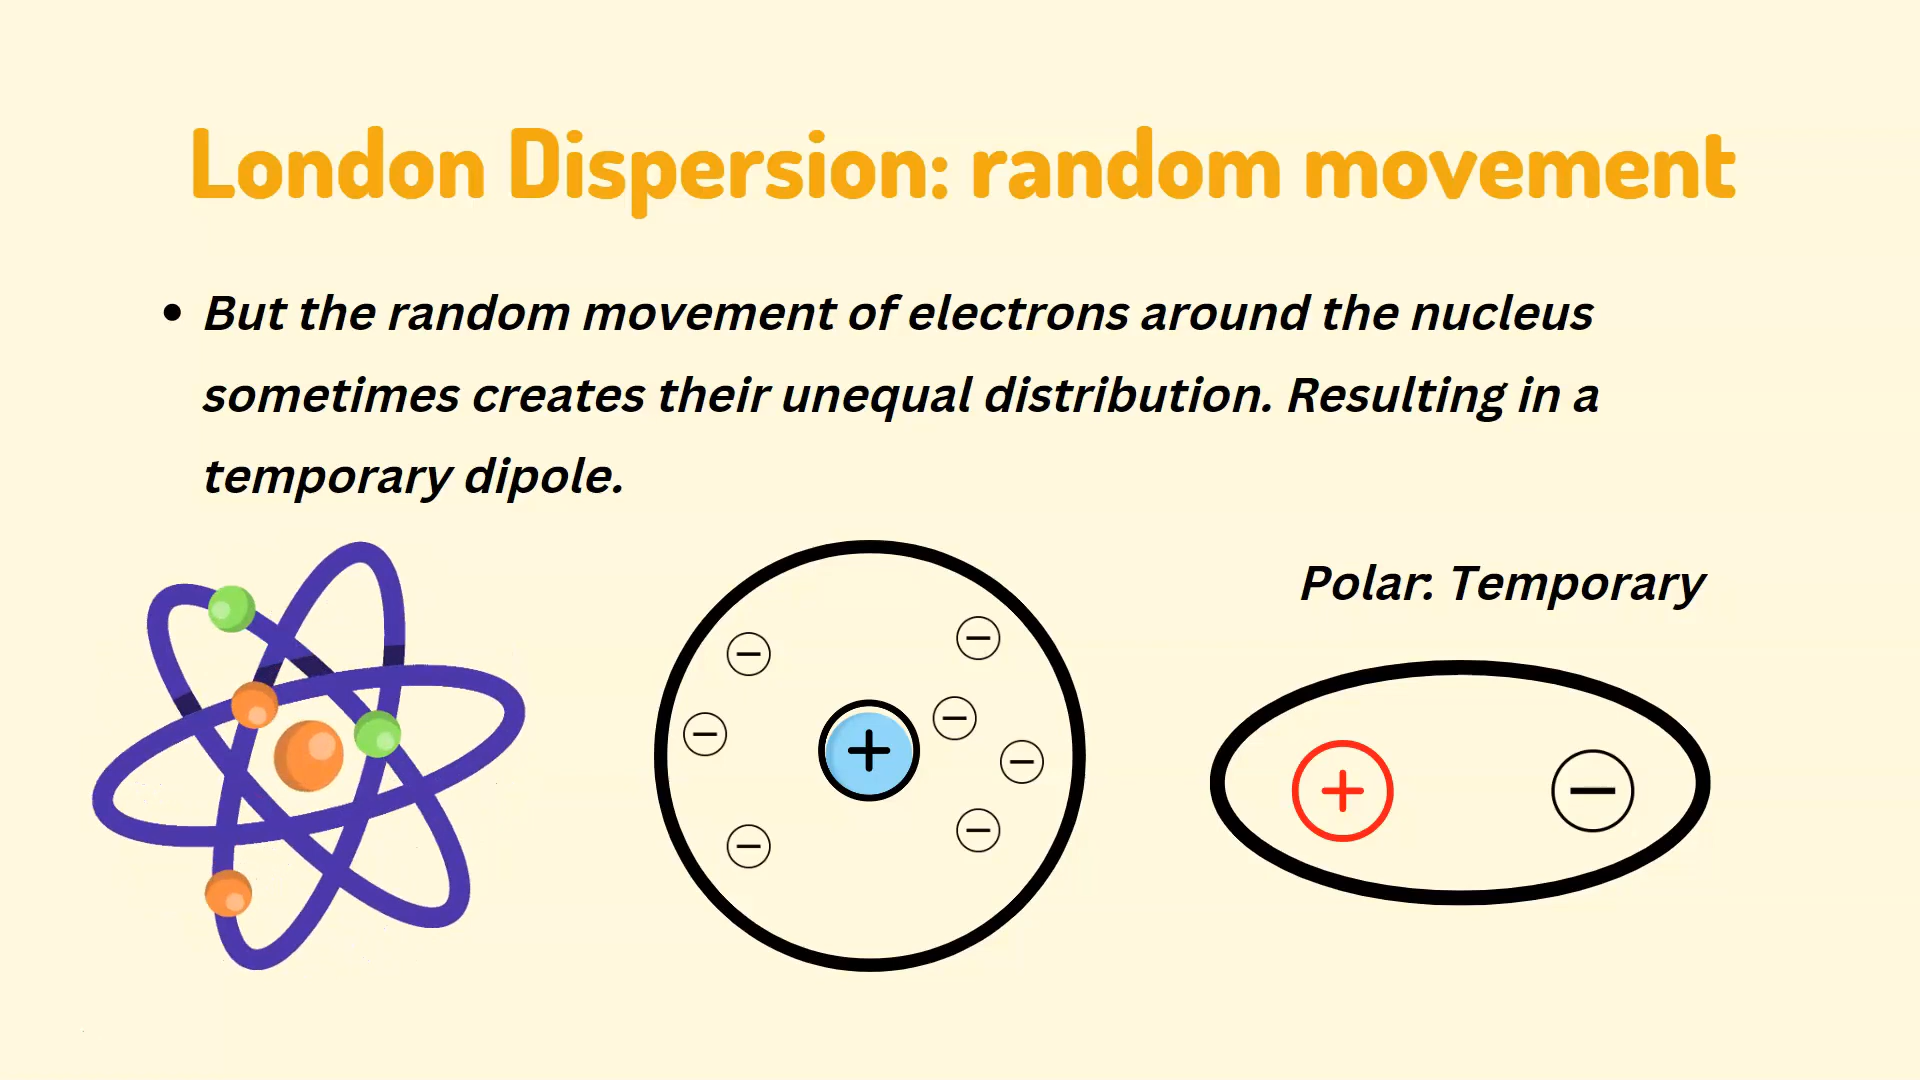 London Dispersion: random movement
• But the random movement of electrons around the nucleus
sometimes creates their unequal distribution. Resulting in a
temporary dipole.
Polar: Temporary
− −
− + −
−
− −
+ −